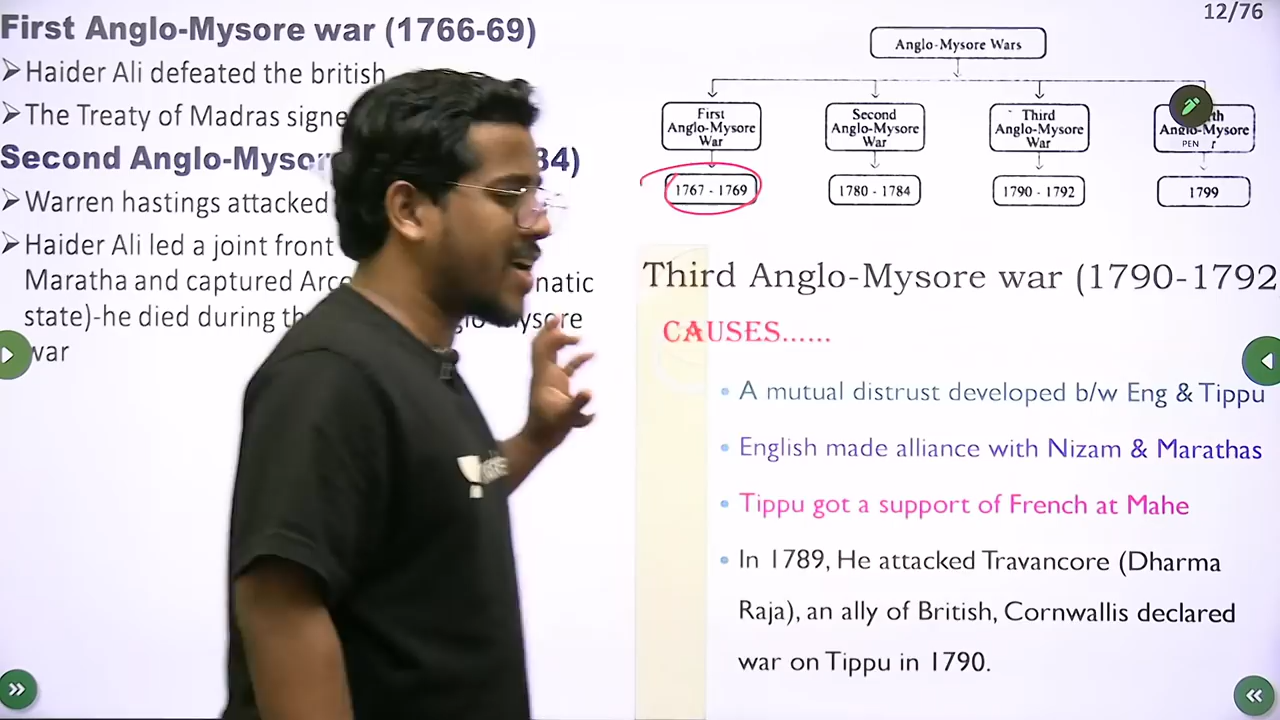 12/76
First Anglo-Mysore war (1766-69)
➢Haider Ali defeated the british
➢The Treaty of Madras signe
Second Anglo-Myso 84)
➢Warren hastings attacked
➢Haider Ali led a joint front
Maratha and captured Arc natic
state)-he died during th ysore
war
Anglo-Mysore Wars
First
Anglo-Mysore
War
Second
Anglo-Mysore
War
Third
Anglo-Mysore
War
th
Anglo-Mysore
r
PEN
1767 - 1769
1780 - 1784
1790 - 1792
1799
Third Anglo-Mysore war (1790-1792
CAUSES......
• A mutual distrust developed b/w Eng & Tippu
• English made alliance with Nizam & Marathas
• Tippu got a support of French at Mahe
• In 1789, He attacked Travancore (Dharma
Raja), an ally of British, Cornwallis declared
war on Tippu in 1790.